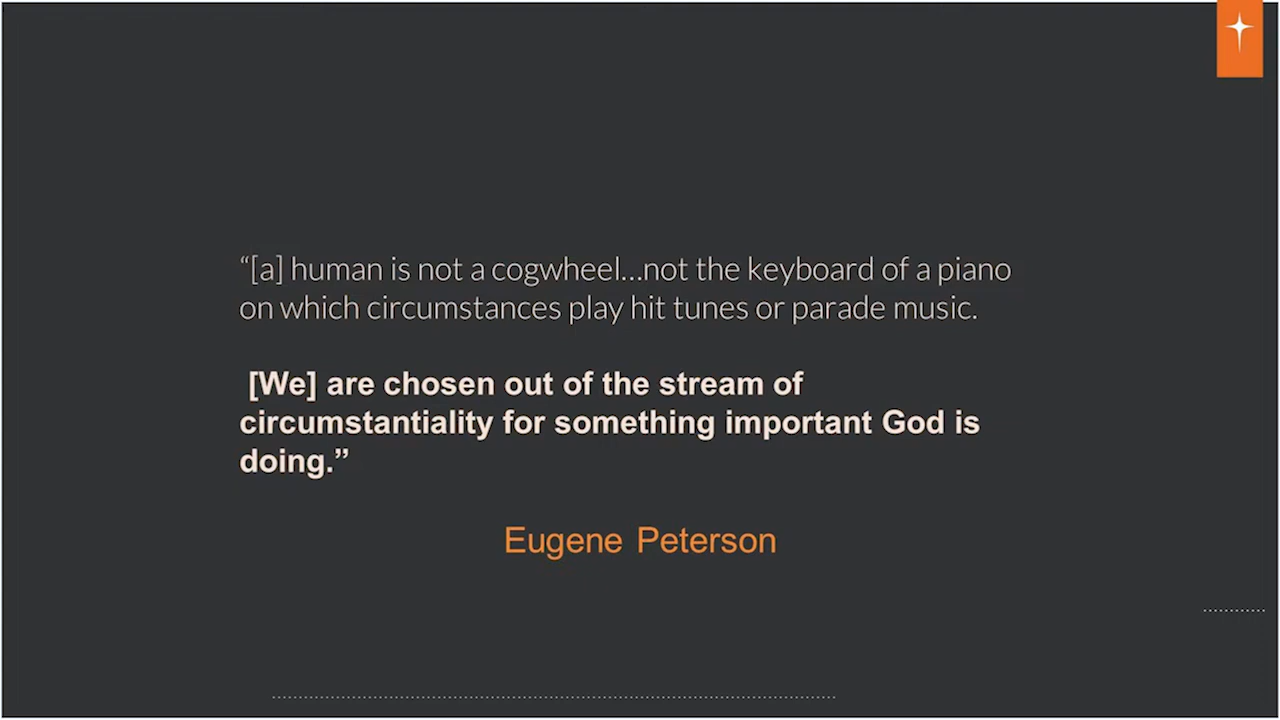 “[a] human is not a cogwheel…not the keyboard of a piano
on which circumstances play hit tunes or parade music.
[We] are chosen out of the stream of
circumstantiality for something important God is
doing.”
Eugene Peterson